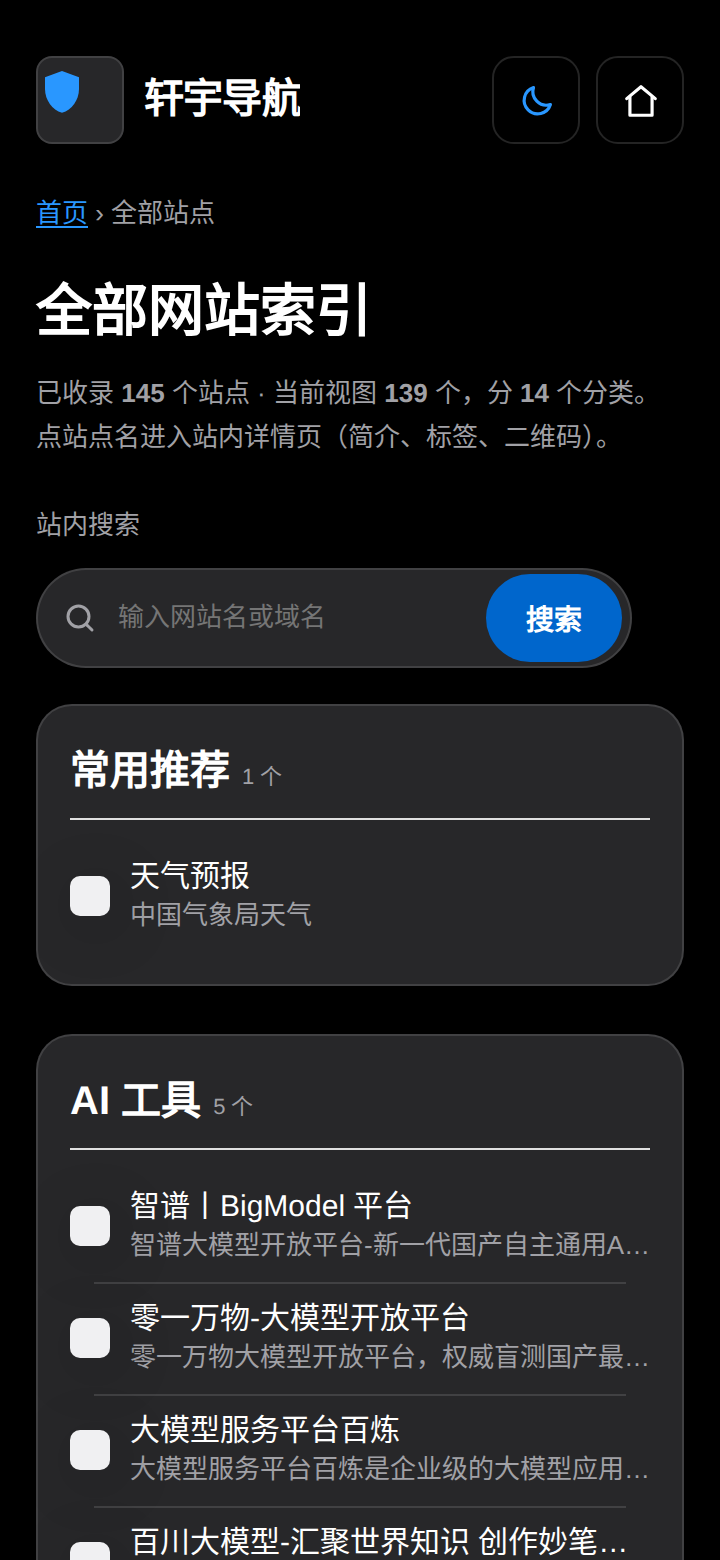 轩宇导航
首页 › 全部站点
全部网站索引
已收录 145 个站点 · 当前视图 139 个，分 14 个分类。
点站点名进入站内详情页（简介、标签、二维码）。
站内搜索
输入网站名或域名
搜索
常用推荐 1 个
天气预报
中国气象局天气
AI 工具 5 个
智谱丨BigModel 平台
智谱大模型开放平台-新一代国产自主通用A…
零一万物-大模型开放平台
零一万物大模型开放平台，权威盲测国产最…
大模型服务平台百炼
大模型服务平台百炼是企业级的大模型应用…
百川大模型-汇聚世界知识 创作妙笔…